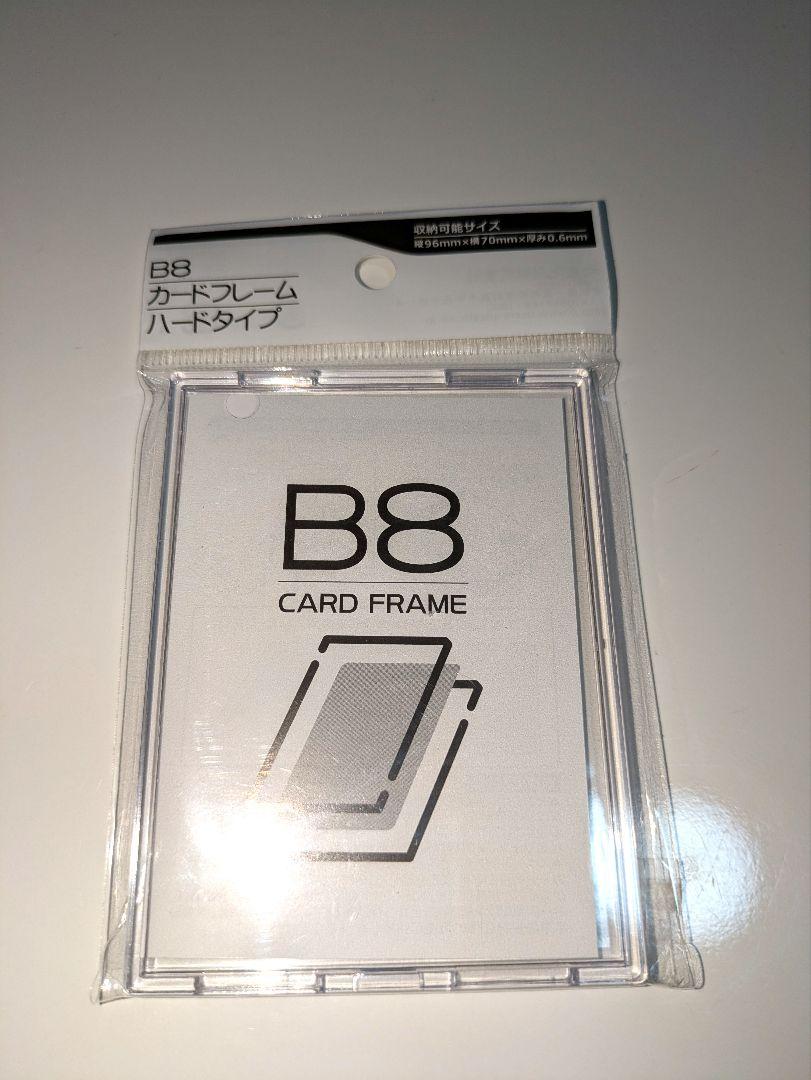 収納可能サイズ
縦96mm×横70mm×厚み0.6mm
B8
カードフレーム
ハードタイプ
B8
CARD FRAME